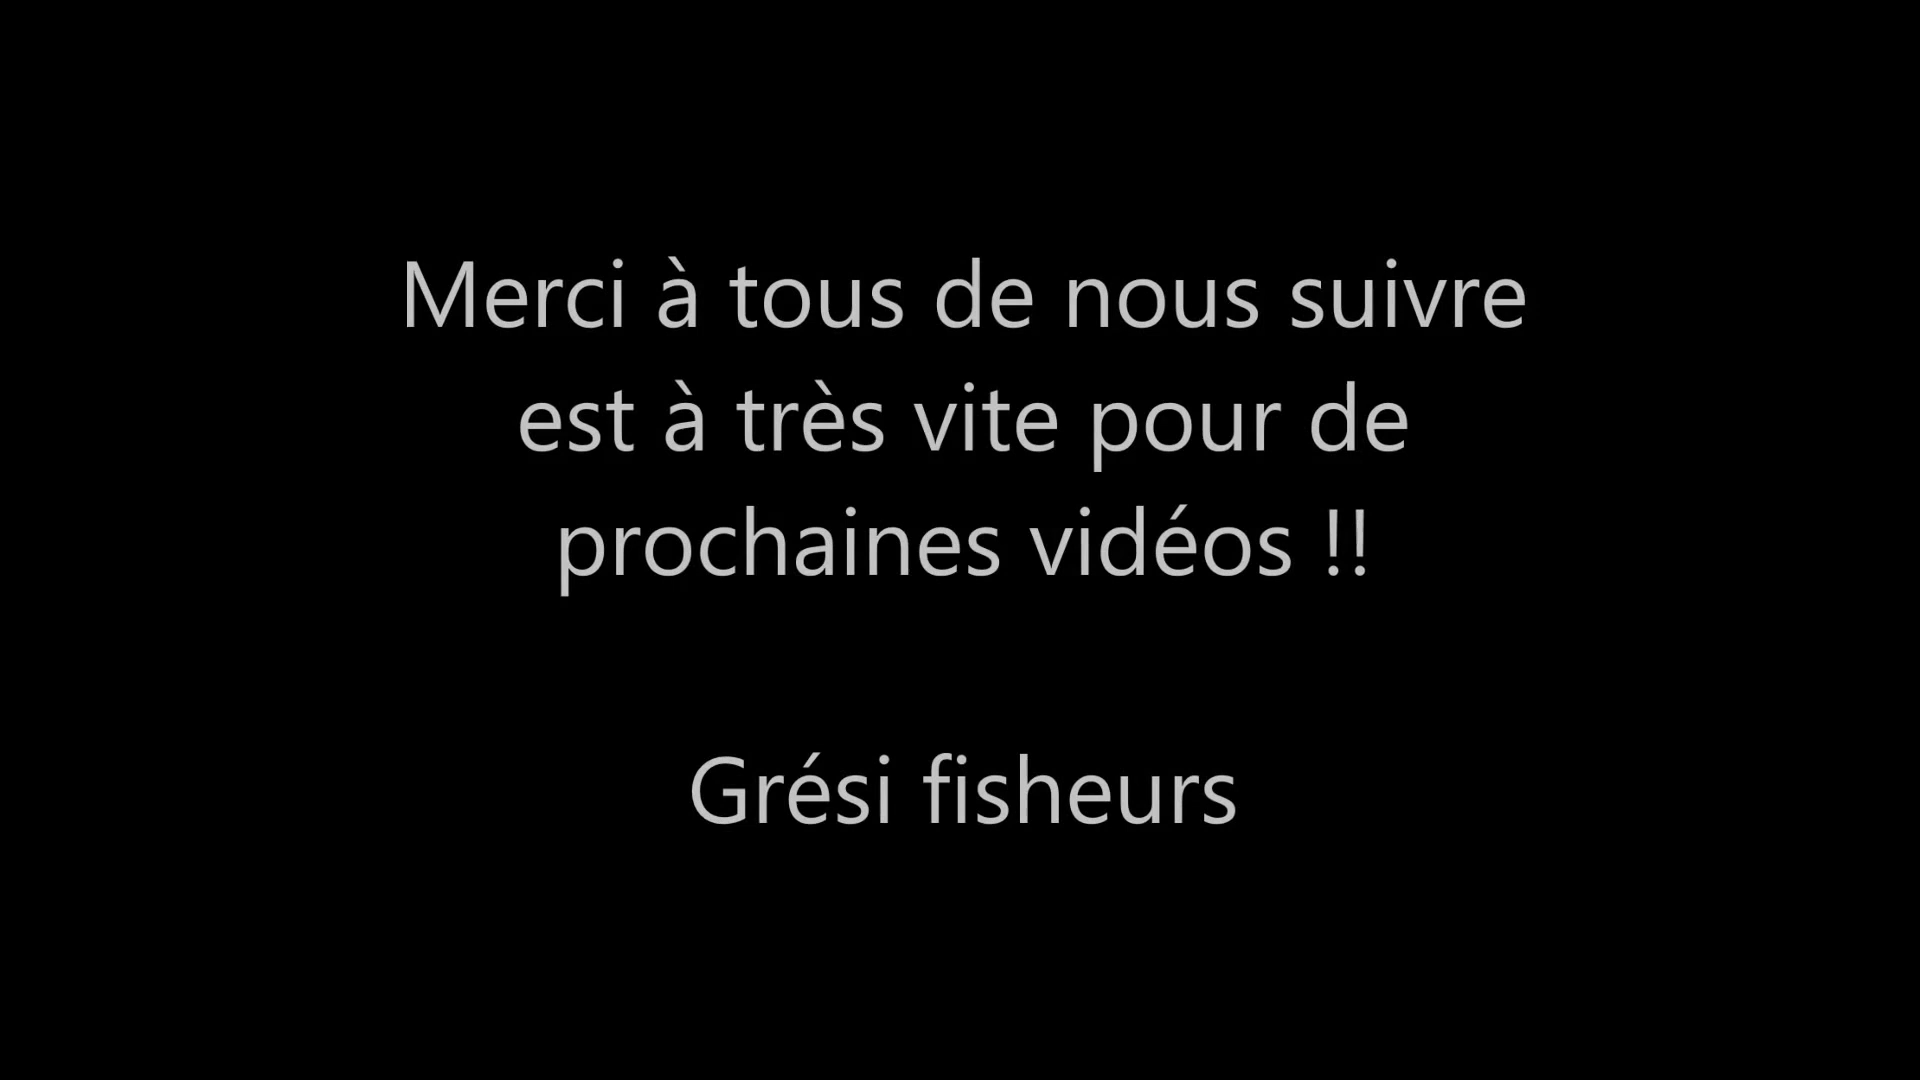 Merci à tous de nous suivre
est à très vite pour de
prochaines vidéos !!
Grési fisheurs